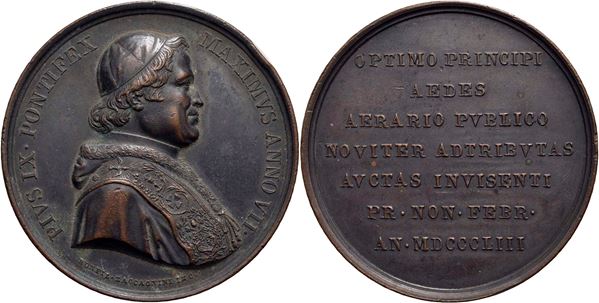 PIVS IX · PONTIFEX MAXIMVS ANNO VII ·
ZACCAGNINI
OPTIMO PRINCIPI
AEDES
AERARIO PVBLICO
NOVITER ADTRIBVTAS
AVCTAS INVISENTI
PR · NON · FEBR ·
AN · MDCCCLIII